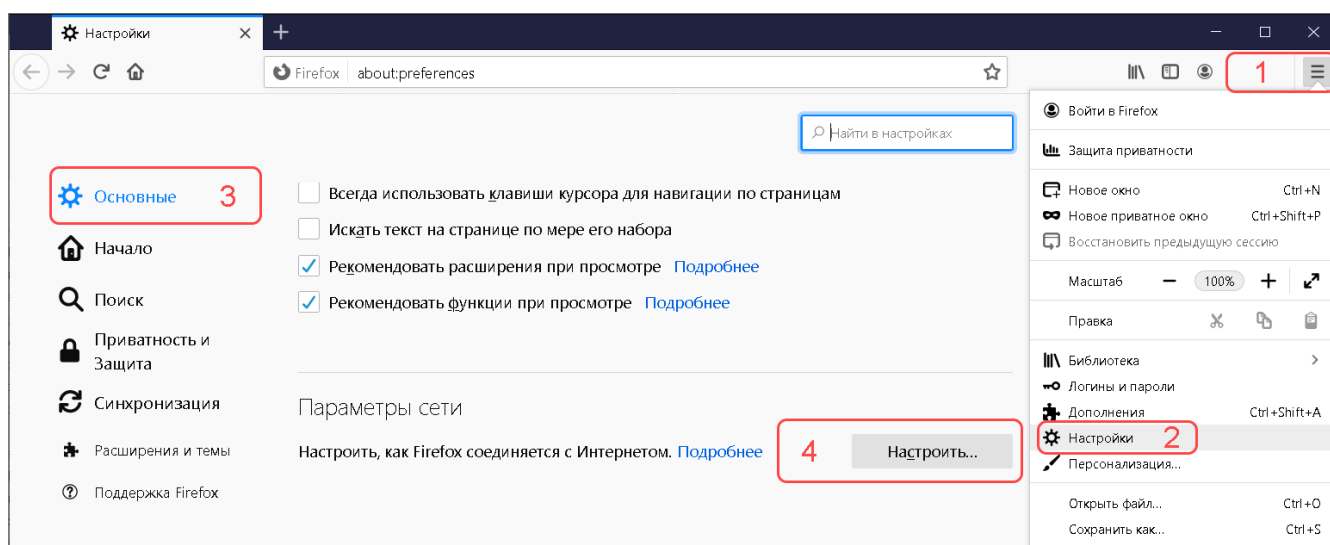 Настройки
Firefox about:preferences
1
Найти в настройках
Основные 3
Начало
Поиск
Приватность и
Защита
Синхронизация
Расширения и темы
Поддержка Firefox
Всегда использовать клавиши курсора для навигации по страницам
Искать текст на странице по мере его набора
Рекомендовать расширения при просмотре Подробнее
Рекомендовать функции при просмотре Подробнее
Параметры сети
Настроить, как Firefox соединяется с Интернетом. Подробнее
4 Настроить...
Войти в Firefox
Защита приватности
Новое окно Ctrl+N
Новое приватное окно Ctrl+Shift+P
Восстановить предыдущую сессию
Масштаб 100%
Правка
Библиотека
Логины и пароли
Дополнения Ctrl+Shift+A
Настройки 2
Персонализация...
Открыть файл... Ctrl+O
Сохранить как... Ctrl+S